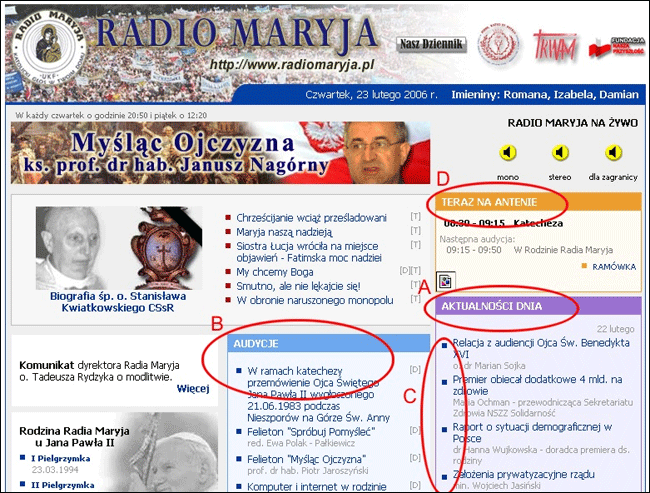 RADIO MARYJA
KATOLICKI GŁOS W TWOIM DOMU
UKF
RADIO MARYJA
http://www.radiomaryja.pl
Nasz Dziennik
TRWAM
FUNDACJA
NASZA
PRZYSZŁOŚĆ
Czwartek, 23 lutego 2006 r. Imieniny: Romana, Izabela, Damian
W każdy czwartek o godzinie 20:50 i piątek o 12:20
Myśląc Ojczyzna
ks. prof. dr hab. Janusz Nagórny
RADIO MARYJA NA ŻYWO
mono stereo dla zagranicy
D
TERAZ NA ANTENIE
08:30 - 09:15 Katecheza
Następna audycja:
09:15 - 09:50 W Rodzinie Radia Maryja
RAMÓWKA
Biografia śp. o. Stanisława
Kwiatkowskiego CSsR
Chrześcijanie wciąż prześladowani [T]
Maryja naszą nadzieją [T]
Siostra Łucja wróciła na miejsce [T]
objawień - Fatimska moc nadziei
My chcemy Boga [D][T]
Smutno, ale nie lękajcie się! [T]
W obronie naruszonego monopolu [T]
A
AKTUALNOŚCI DNIA
22 lutego
Relacja z audiencji Ojca Św. Benedykta
XVI
o. dr Marian Sojka
Premier obiecał dodatkowe 4 mld. na
zdrowie
Maria Ochman - przewodnicząca Sekretariatu
Zdrowia NSZZ Solidarność
C
Raport o sytuacji demograficznej w
Polsce
dr Hanna Wujkowska - doradca premiera ds.
rodziny
Założenia prywatyzacyjne rządu
min. Wojciech Jasiński
B
AUDYCJE
W ramach katechezy [D]
przemówienie Ojca Świętego
Jana Pawła II wygłoszonego
21.06.1983 podczas
Nieszporów na Górze Św. Anny
Felieton "Spróbuj Pomyśleć" [D]
red. Ewa Polak - Pałkiewicz
Felieton "Myśląc Ojczyzna" [D]
prof. dr hab. Piotr Jaroszyński
Komputer i internet w rodzinie [D]
Komunikat dyrektora Radia Maryja
o. Tadeusza Rydzyka o modlitwie.
Więcej
Rodzina Radia Maryja
u Jana Pawła II
I Pielgrzymka
23.03.1994
II Pielgrzymka